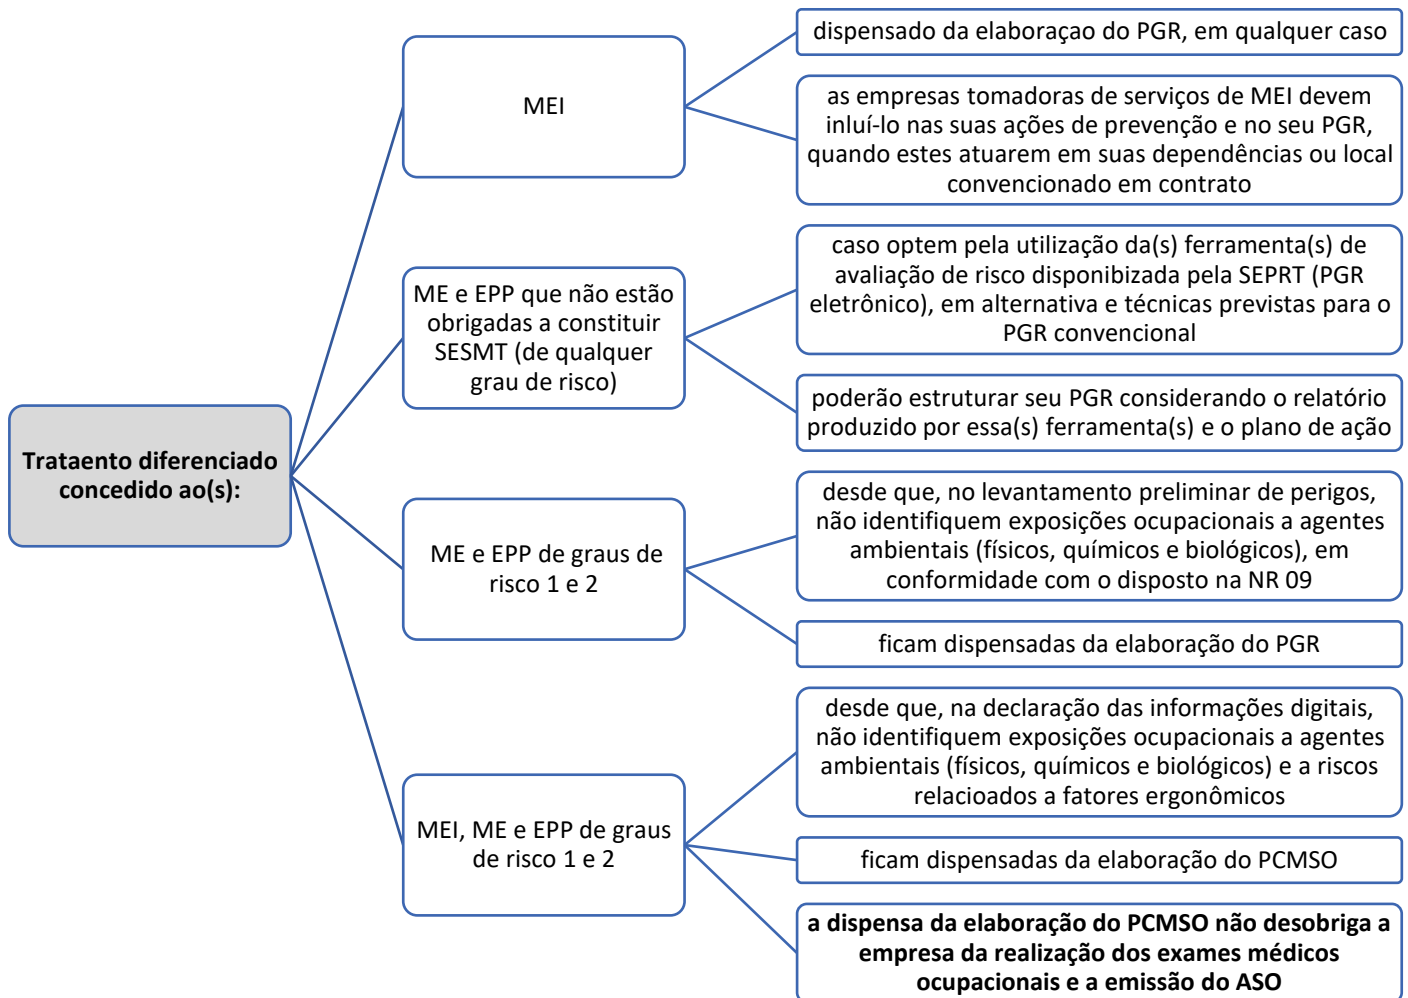 Trataento diferenciado
concedido ao(s):
MEI
dispensado da elaboraçao do PGR, em qualquer caso
as empresas tomadoras de serviços de MEI devem
inluí-lo nas suas ações de prevenção e no seu PGR,
quando estes atuarem em suas dependências ou local
convencionado em contrato
ME e EPP que não estão
obrigadas a constituir
SESMT (de qualquer
grau de risco)
caso optem pela utilização da(s) ferramenta(s) de
avaliação de risco disponibizada pela SEPRT (PGR
eletrônico), em alternativa e técnicas previstas para o
PGR convencional
poderão estruturar seu PGR considerando o relatório
produzido por essa(s) ferramenta(s) e o plano de ação
ME e EPP de graus de
risco 1 e 2
desde que, no levantamento preliminar de perigos,
não identifiquem exposições ocupacionais a agentes
ambientais (físicos, químicos e biológicos), em
conformidade com o disposto na NR 09
ficam dispensadas da elaboração do PGR
MEI, ME e EPP de graus
de risco 1 e 2
desde que, na declaração das informações digitais,
não identifiquem exposições ocupacionais a agentes
ambientais (físicos, químicos e biológicos) e a riscos
relacioados a fatores ergonômicos
ficam dispensadas da elaboração do PCMSO
a dispensa da elaboração do PCMSO não desobriga a
empresa da realização dos exames médicos
ocupacionais e a emissão do ASO